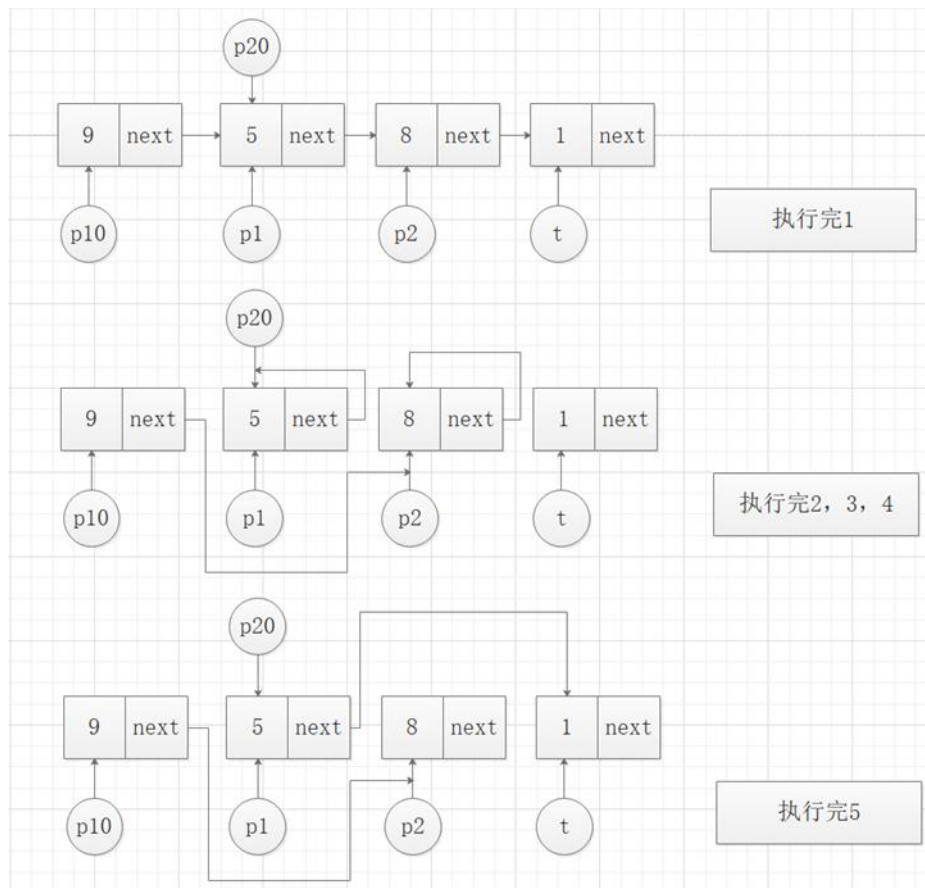 p20
9 next 5 next 8 next 1 next
p10 p1 p2 t
执行完1
p20
9 next 5 next 8 next 1 next
p10 p1 p2 t
执行完2, 3, 4
p20
9 next 5 next 8 next 1 next
p10 p1 p2 t
执行完5